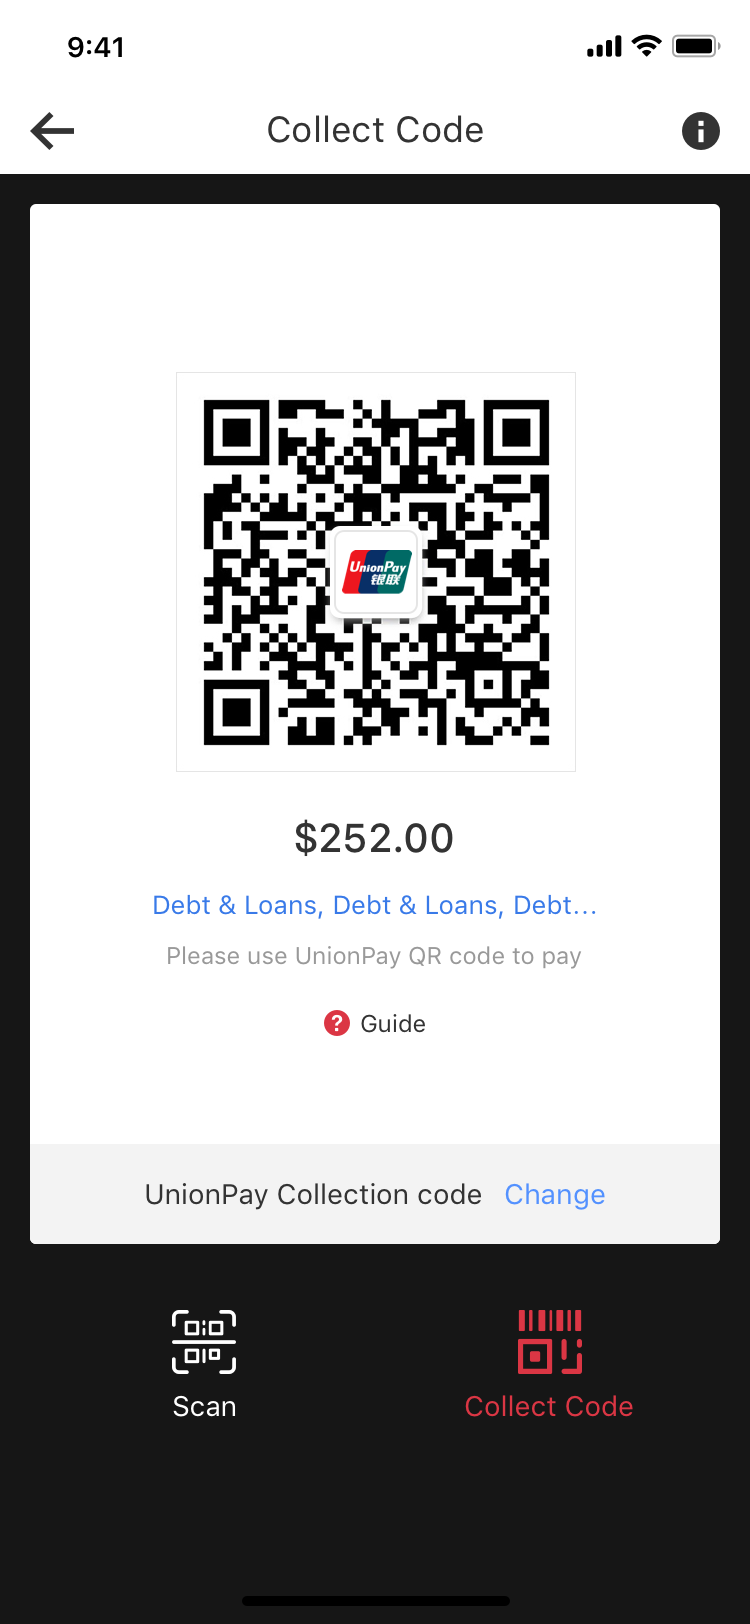 9:41
Collect Code
UnionPay
银联
$252.00
Debt & Loans, Debt & Loans, Debt...
Please use UnionPay QR code to pay
? Guide
UnionPay Collection code Change
Scan
Collect Code